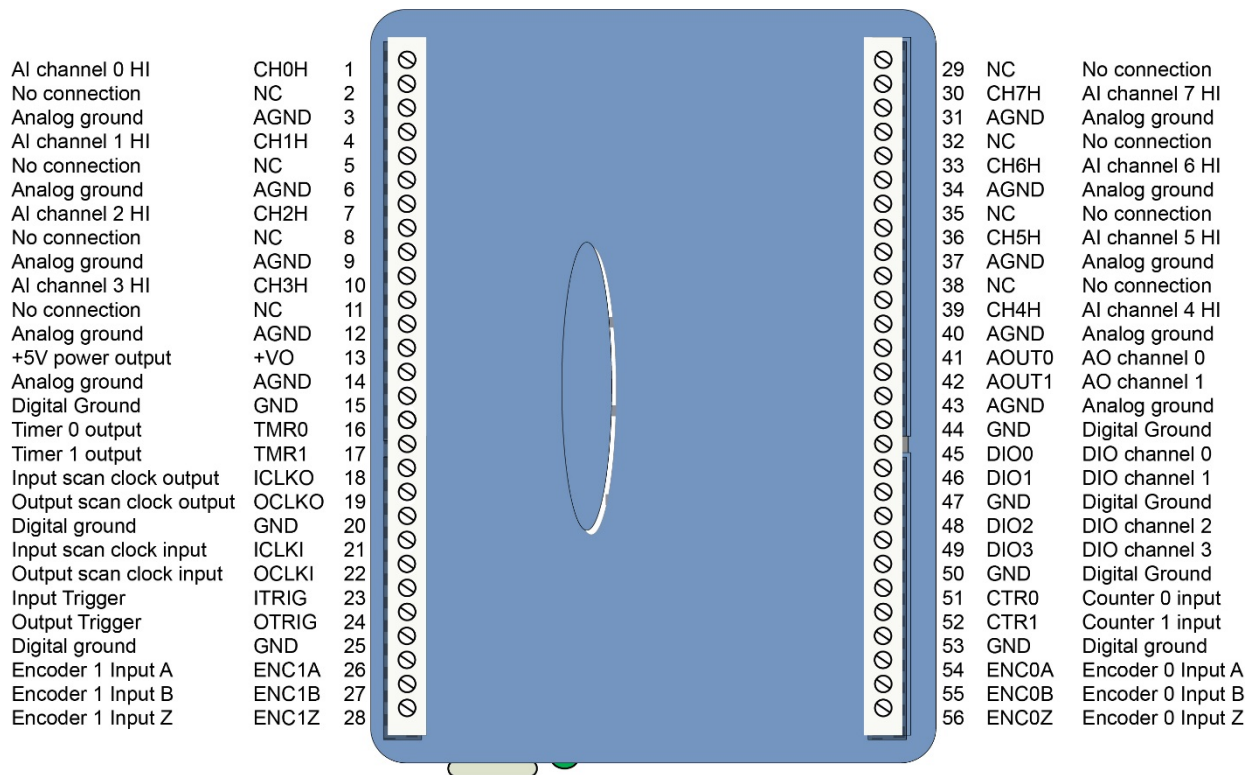 AI channel 0 HI CH0H 1
No connection NC 2
Analog ground AGND 3
AI channel 1 HI CH1H 4
No connection NC 5
Analog ground AGND 6
AI channel 2 HI CH2H 7
No connection NC 8
Analog ground AGND 9
AI channel 3 HI CH3H 10
No connection NC 11
Analog ground AGND 12
+5V power output +VO 13
Analog ground AGND 14
Digital Ground GND 15
Timer 0 output TMR0 16
Timer 1 output TMR1 17
Input scan clock output ICLKO 18
Output scan clock output OCLKO 19
Digital ground GND 20
Input scan clock input ICLKI 21
Output scan clock input OCLKI 22
Input Trigger ITRIG 23
Output Trigger OTRIG 24
Digital ground GND 25
Encoder 1 Input A ENC1A 26
Encoder 1 Input B ENC1B 27
Encoder 1 Input Z ENC1Z 28
29 NC No connection
30 CH7H AI channel 7 HI
31 AGND Analog ground
32 NC No connection
33 CH6H AI channel 6 HI
34 AGND Analog ground
35 NC No connection
36 CH5H AI channel 5 HI
37 AGND Analog ground
38 NC No connection
39 CH4H AI channel 4 HI
40 AGND Analog ground
41 AOUT0 AO channel 0
42 AOUT1 AO channel 1
43 AGND Analog ground
44 GND Digital Ground
45 DIO0 DIO channel 0
46 DIO1 DIO channel 1
47 GND Digital Ground
48 DIO2 DIO channel 2
49 DIO3 DIO channel 3
50 GND Digital Ground
51 CTR0 Counter 0 input
52 CTR1 Counter 1 input
53 GND Digital ground
54 ENC0A Encoder 0 Input A
55 ENC0B Encoder 0 Input B
56 ENC0Z Encoder 0 Input Z